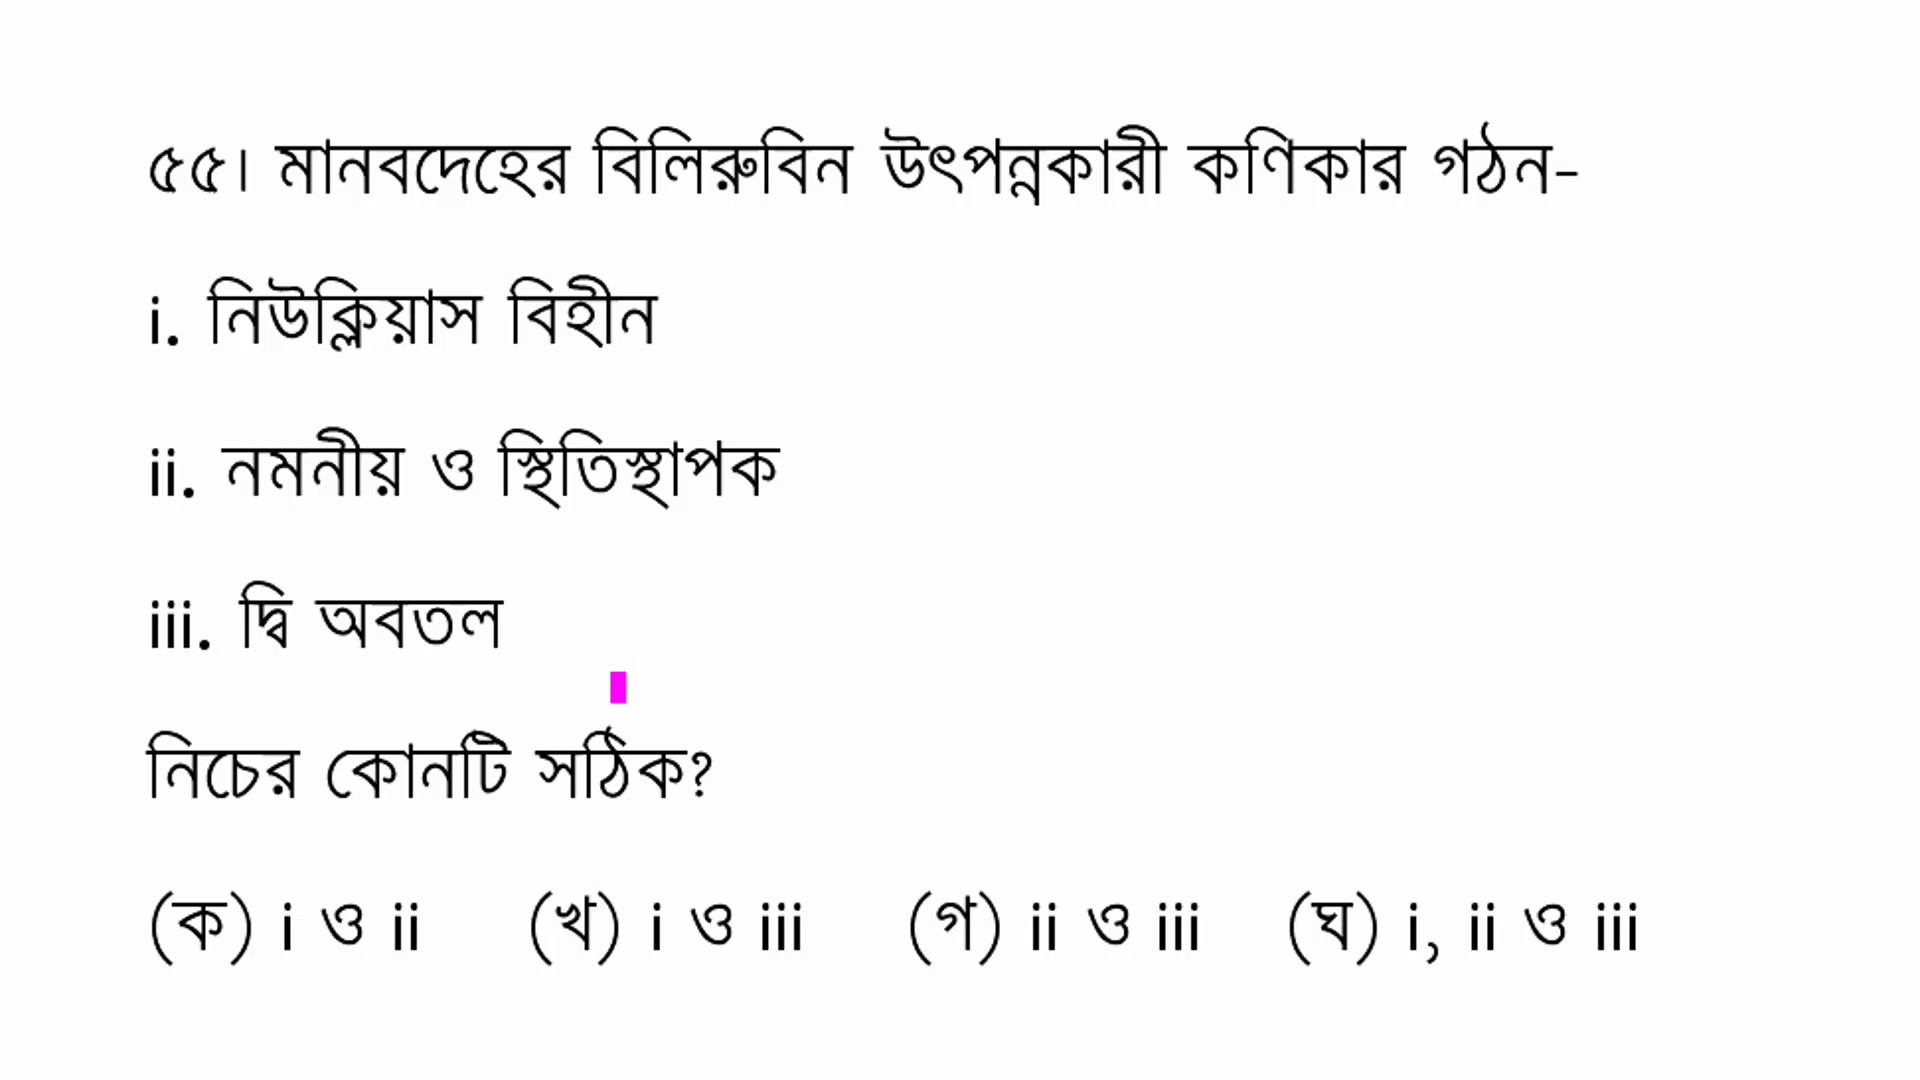 ৫৫। মানবদেহের বিলিরুবিন উৎপন্নকারী কণিকার গঠন-
i. নিউক্লিয়াস বিহীন
ii. নমনীয় ও স্থিতিস্থাপক
iii. দ্বি অবতল
নিচের কোনটি সঠিক?
(ক) i ও ii (খ) i ও iii (গ) ii ও iii (ঘ) i, ii ও iii